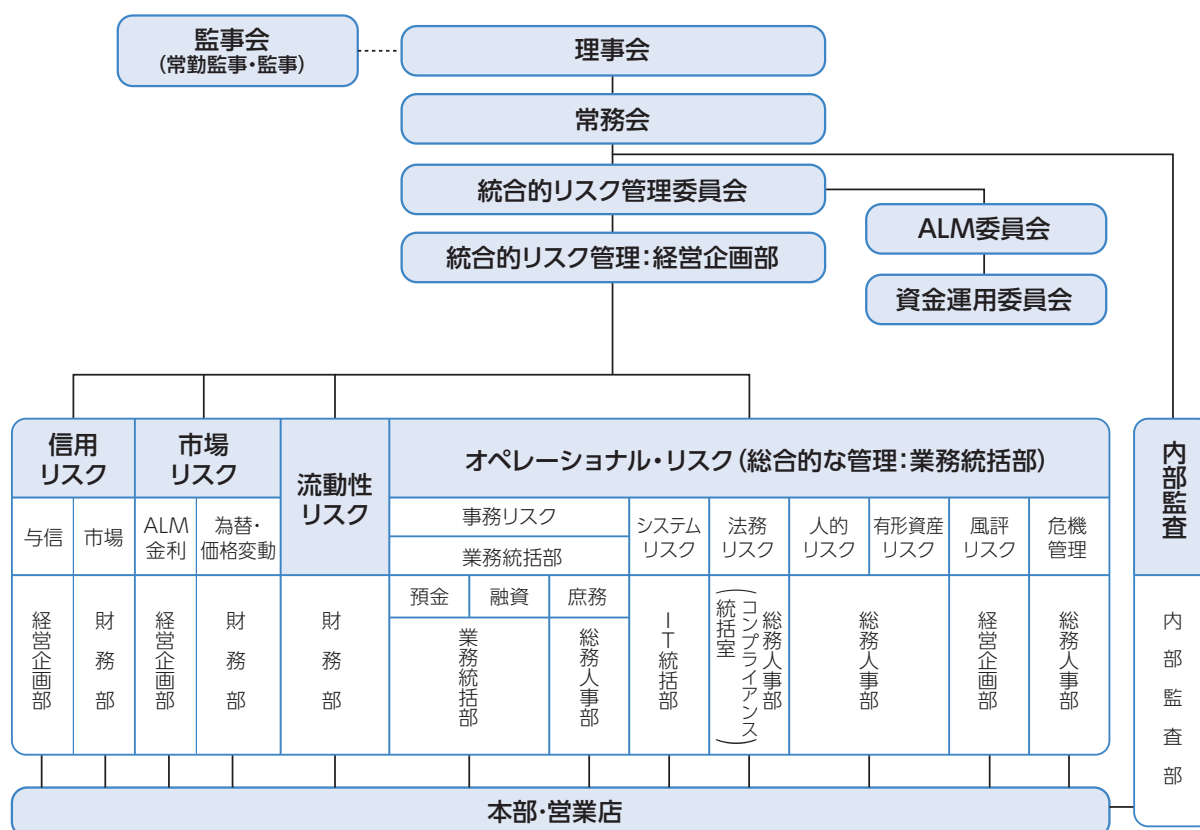 監事会
(常勤監事・監事)
理事会
常務会
統合的リスク管理委員会
ALM委員会
統合的リスク管理：経営企画部
資金運用委員会
信用
リスク
市場
リスク
流動性
リスク
オペレーショナル・リスク(総合的な管理：業務統括部)
内部監査
与信
市場
ALM
金利
為替・
価格変動
事務リスク
業務統括部
システム
リスク
法務
リスク
人的
リスク
有形資産
リスク
風評
リスク
危機
管理
預金
融資
庶務
経営企画部
財務部
経営企画部
財務部
財務部
業務統括部
総務人事部
IT統括部
総務人事部
(コンプライアンス
統括室)
総務人事部
経営企画部
総務人事部
内部監査部
本部・営業店